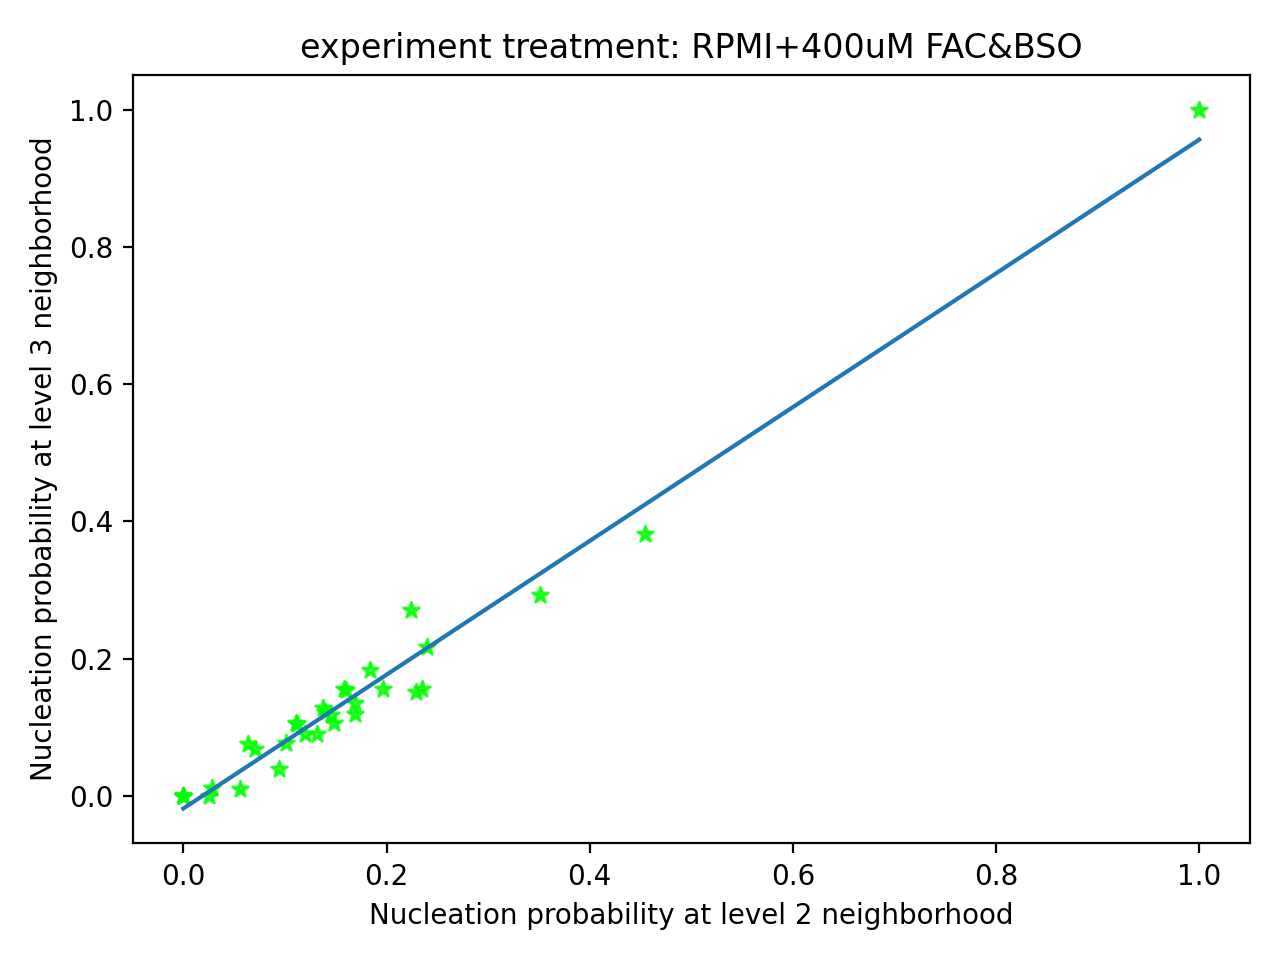 experiment treatment: RPMI+400uM FAC&BSO
Nucleation probability at level 3 neighborhood
1.0
0.8
0.6
0.4
0.2
0.0
0.0 0.2 0.4 0.6 0.8 1.0
Nucleation probability at level 2 neighborhood